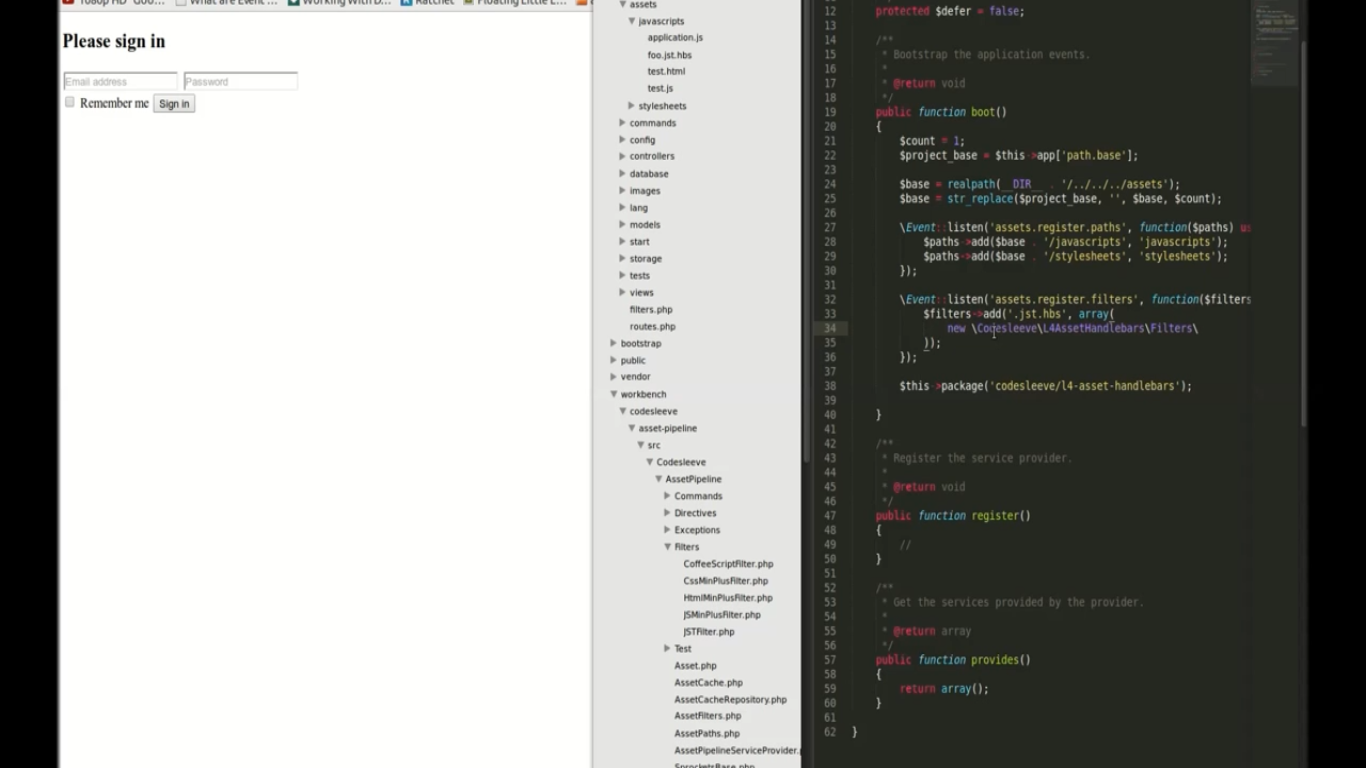 1080p HD
What are Event ...
Working With D...
Ratchet
Floating Little L...
Please sign in
Email address
Password
Remember me
Sign in
assets
javascripts
application.js
foo.jst.hbs
test.html
test.js
stylesheets
commands
config
controllers
database
images
lang
models
start
storage
tests
views
filters.php
routes.php
bootstrap
public
vendor
workbench
codesleeve
asset-pipeline
src
Codesleeve
AssetPipeline
Commands
Directives
Exceptions
Filters
CoffeeScriptFilter.php
CssMinPlusFilter.php
HtmlMinPlusFilter.php
JSMinPlusFilter.php
JSTFilter.php
Test
Asset.php
AssetCache.php
AssetCacheRepository.php
AssetFilters.php
AssetPaths.php
AssetPipelineServiceProvider.
SprocketsBase.php
12 protected $defer = false;
13
14 /**
15 * Bootstrap the application events.
16 *
17 * @return void
18 */
19 public function boot()
20 {
21 $count = 1;
22 $project_base = $this->app['path.base'];
23
24 $base = realpath(__DIR__ . '/../../../assets');
25 $base = str_replace($project_base, '', $base, $count);
26
27 \Event::listen('assets.register.paths', function($paths) us
28 $paths->add($base . '/javascripts', 'javascripts');
29 $paths->add($base . '/stylesheets', 'stylesheets');
30 });
31
32 \Event::listen('assets.register.filters', function($filters
33 $filters->add('.jst.hbs', array(
34 new \Codesleeve\L4AssetHandlebars\Filters\
35 ));
36 });
37
38 $this->package('codesleeve/l4-asset-handlebars');
39
40 }
41
42 /**
43 * Register the service provider.
44 *
45 * @return void
46 */
47 public function register()
48 {
49 //
50 }
51
52 /**
53 * Get the services provided by the provider.
54 *
55 * @return array
56 */
57 public function provides()
58 {
59 return array();
60 }
61
62 }